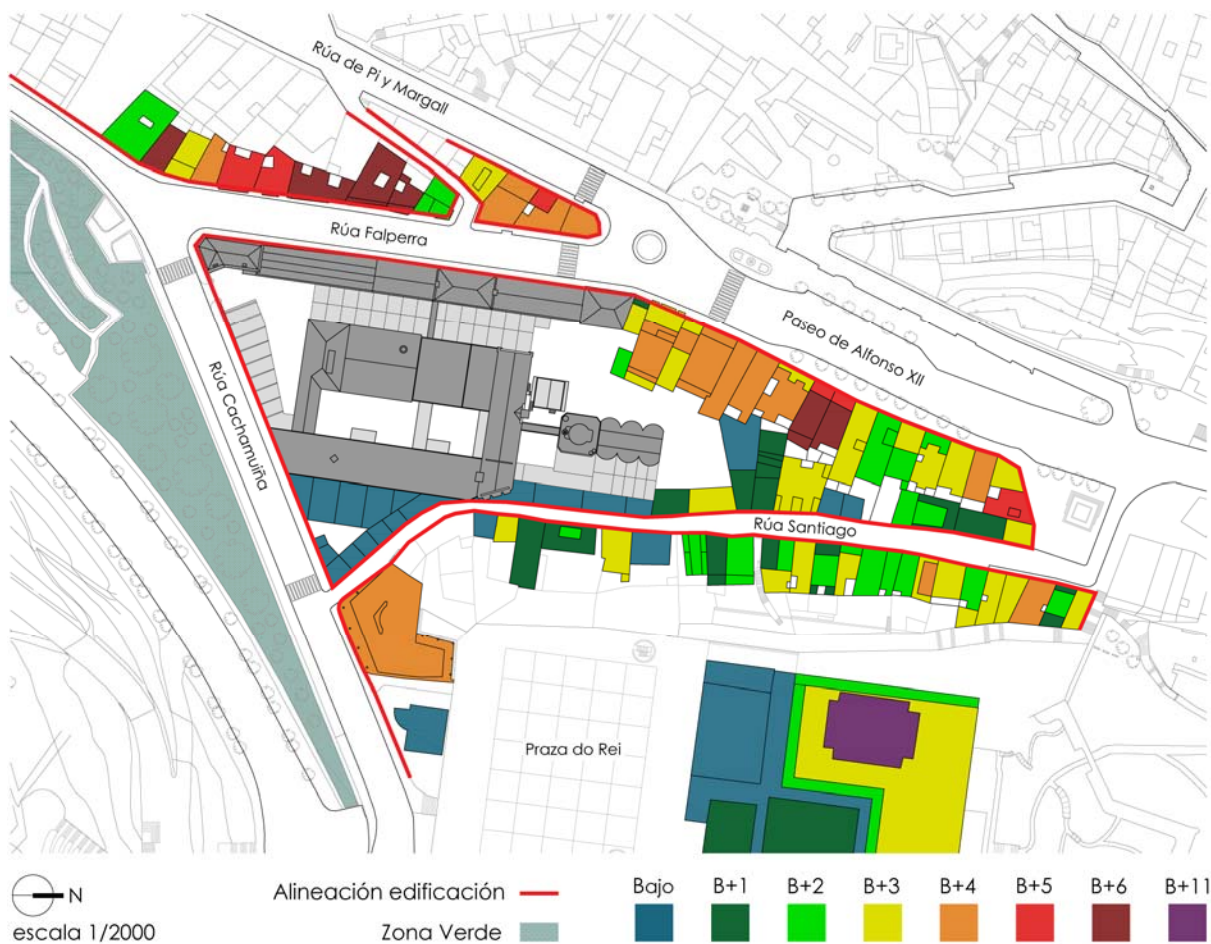 Rúa de Pi y Margall
Rúa Falperra
Paseo de Alfonso XII
Rúa Cachamuiña
Rúa Santiago
Praza do Rei
N
escala 1/2000
Alineación edificación
Zona Verde
Bajo B+1 B+2 B+3 B+4 B+5 B+6 B+11